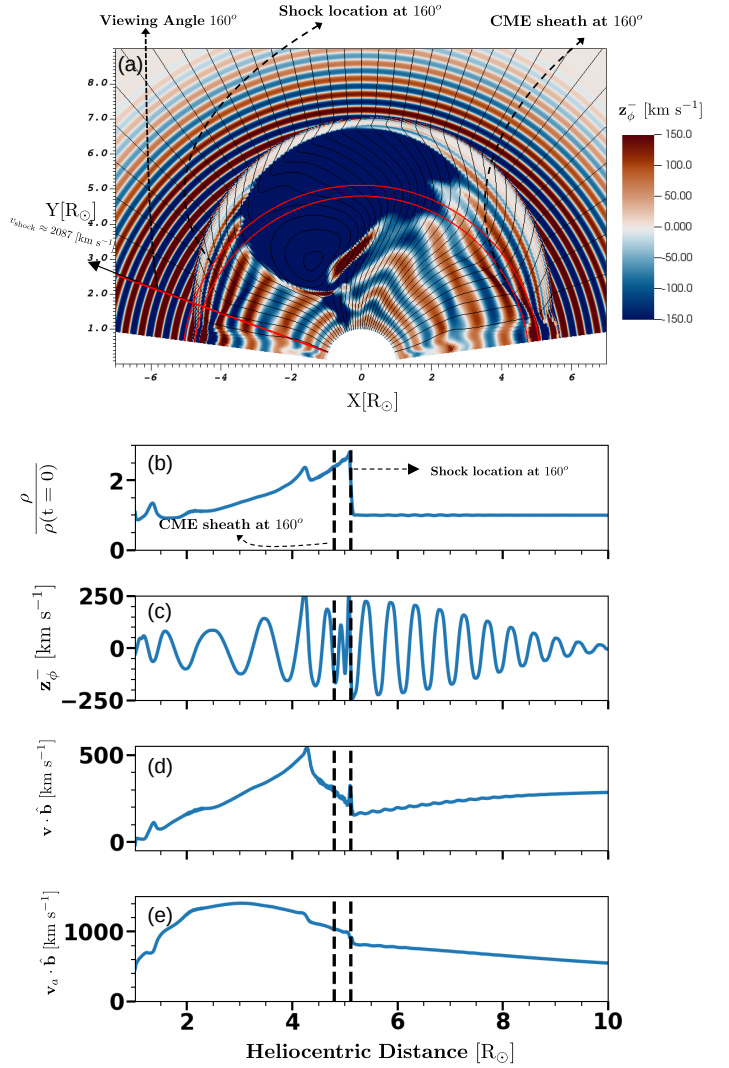 Viewing Angle 160°
Shock location at 160°
CME sheath at 160°
(a)
z⁻_ϕ [km s⁻¹]
150.0
100.0
50.00
0.000
-50.00
-100.0
-150.0
8.0
7.0
6.0
5.0
4.0
3.0
2.0
1.0
Y[R⊙]
v_shock ≈ 2087 [km s⁻¹]
-6
-4
-2
0
2
4
6
X[R⊙]
(b)
ρ
ρ(t = 0)
2
0
Shock location at 160°
CME sheath at 160°
(c)
z⁻_ϕ [km s⁻¹]
250
0
−250
(d)
v · b̂ [km s⁻¹]
500
0
(e)
v_a · b̂ [km s⁻¹]
1000
0
2
4
6
8
10
Heliocentric Distance [R⊙]